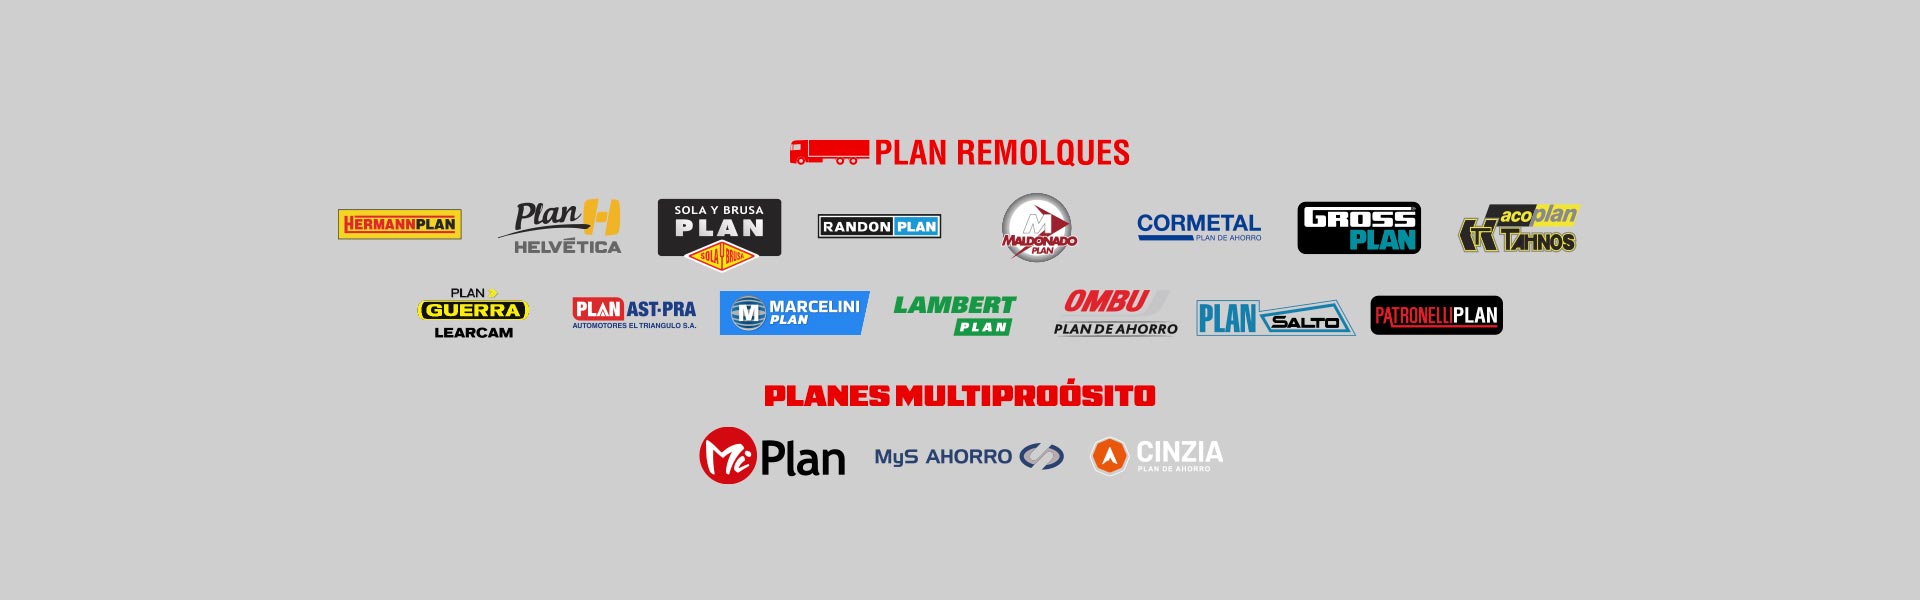 PLAN REMOLQUES
HERMANNPLAN
Plan H
HELVÉTICA
SOLA Y BRUSA
PLAN
SOLA Y BRUSA
RANDON PLAN
M
MALDONADO
PLAN
CORMETAL
PLAN DE AHORRO
GROSS
PLAN
acoplan
TAHNOS
PLAN
GUERRA
LEARCAM
PLAN AST-PRA
AUTOMOTORES EL TRIANGULO S.A.
M MARCELINI
PLAN
LAMBERT
PLAN
OMBU
PLAN DE AHORRO
PLAN SALTO
PATRONELLIPLAN
PLANES MULTIPROÓSITO
Mi Plan
MyS AHORRO
CINZIA
PLAN DE AHORRO